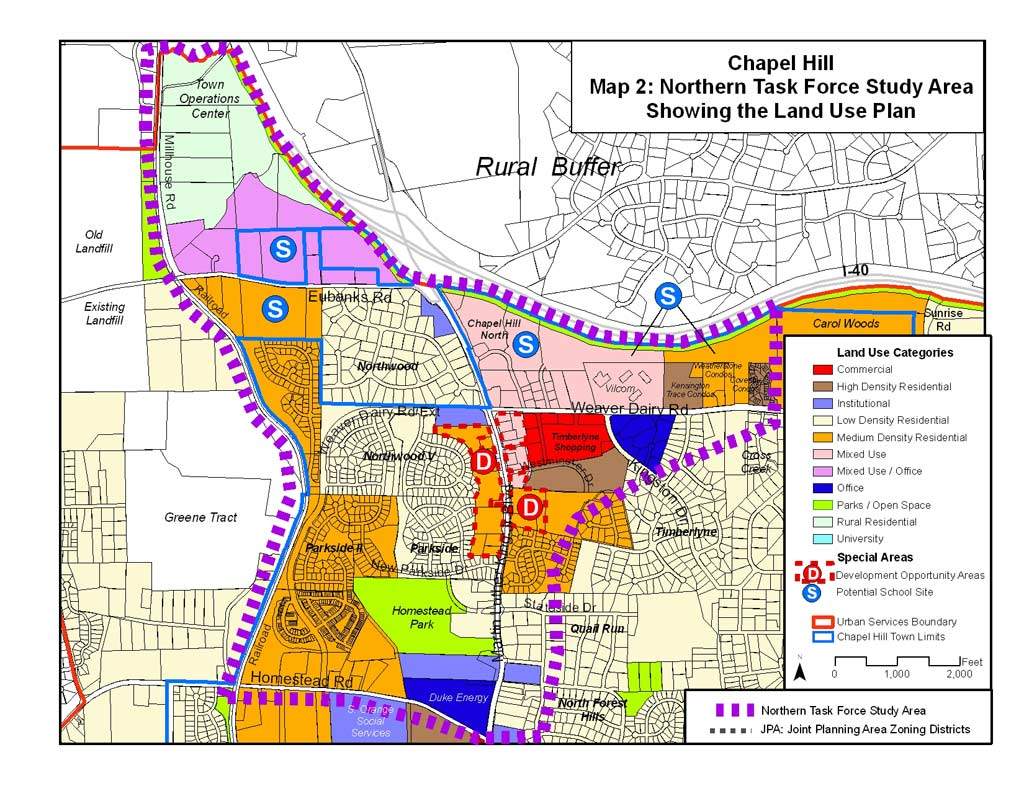 Chapel Hill
Map 2: Northern Task Force Study Area
Showing the Land Use Plan
Town
Operations
Center
Rural Buffer
Millhouse Rd
Old
Landfill
S
I-40
Railroad
Eubanks Rd
S
S
Existing
Landfill
Chapel Hill
North
S
Carol Woods
Sunrise
Rd
Northwood
Vilcom
Weatherstone
Condos
Kensington
Trace Condos
Weaver Dairy Rd Ext
Weaver Dairy Rd
Timberlyne
Shopping
Northwood V
D
Westminster Dr
Kingston Dr
Cross
Creek
Greene Tract
D
Timberlyne
Parkside II
Parkside
New Parkside Dr
Martin Luther King
Homestead
Park
Stateside Dr
Quail Run
Railroad
Homestead Rd
Duke Energy
North Forest
Hills
S. Orange
Social
Services
Land Use Categories
Commercial
High Density Residential
Institutional
Low Density Residential
Medium Density Residential
Mixed Use
Mixed Use / Office
Office
Parks / Open Space
Rural Residential
University
Special Areas
D Development Opportunity Areas
S Potential School Site
Urban Services Boundary
Chapel Hill Town Limits
N
Feet
0 1,000 2,000
Northern Task Force Study Area
JPA: Joint Planning Area Zoning Districts